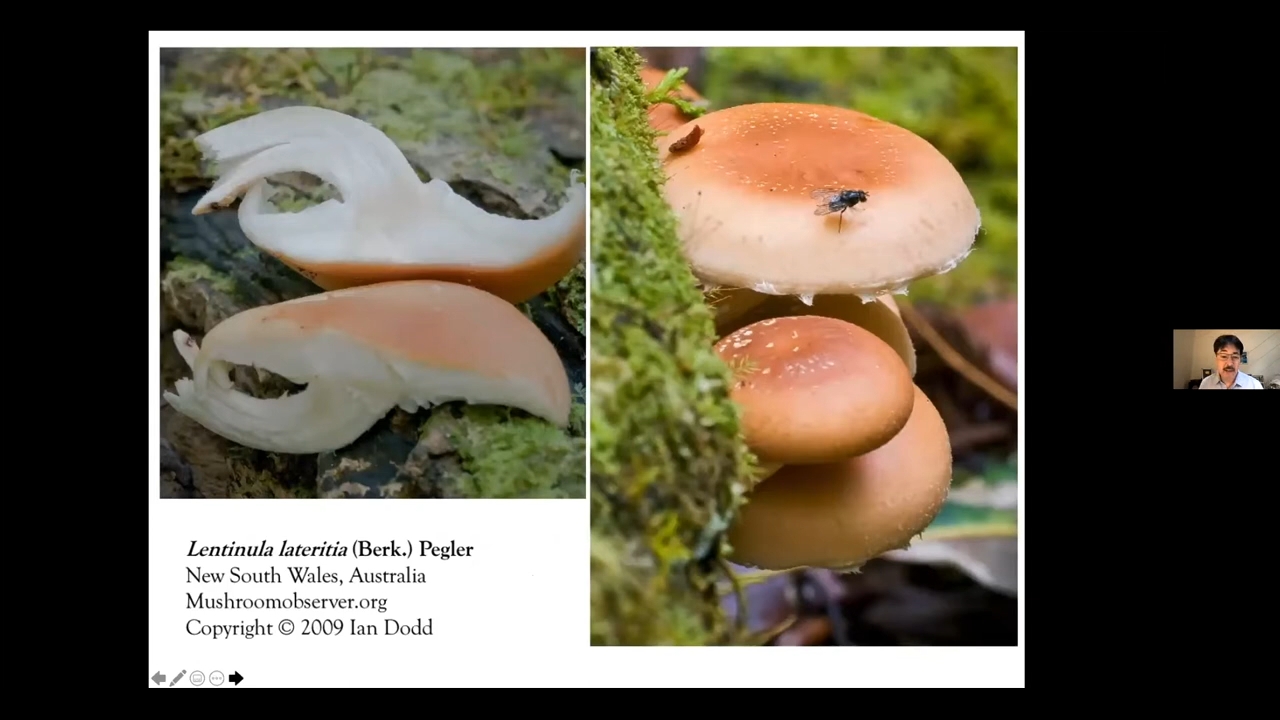 Lentinula lateritia (Berk.) Pegler
New South Wales, Australia
Mushroomobserver.org
Copyright © 2009 Ian Dodd